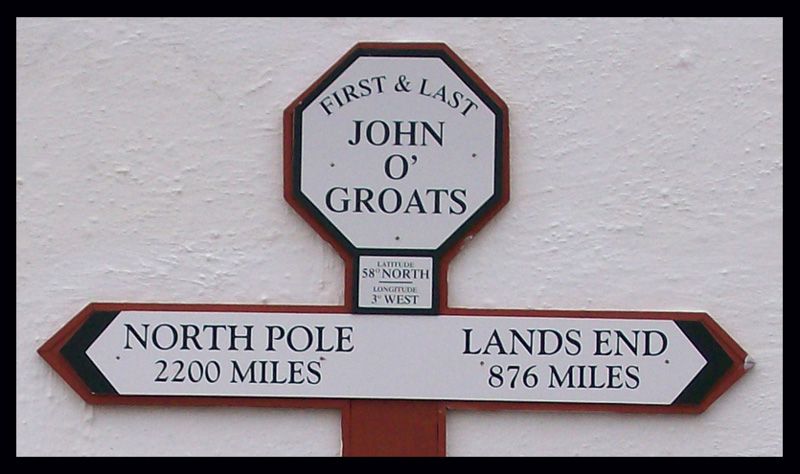 FIRST & LAST
JOHN
O'
GROATS
LATITUDE
58° NORTH
LONGITUDE
3° WEST
NORTH POLE
2200 MILES
LANDS END
876 MILES